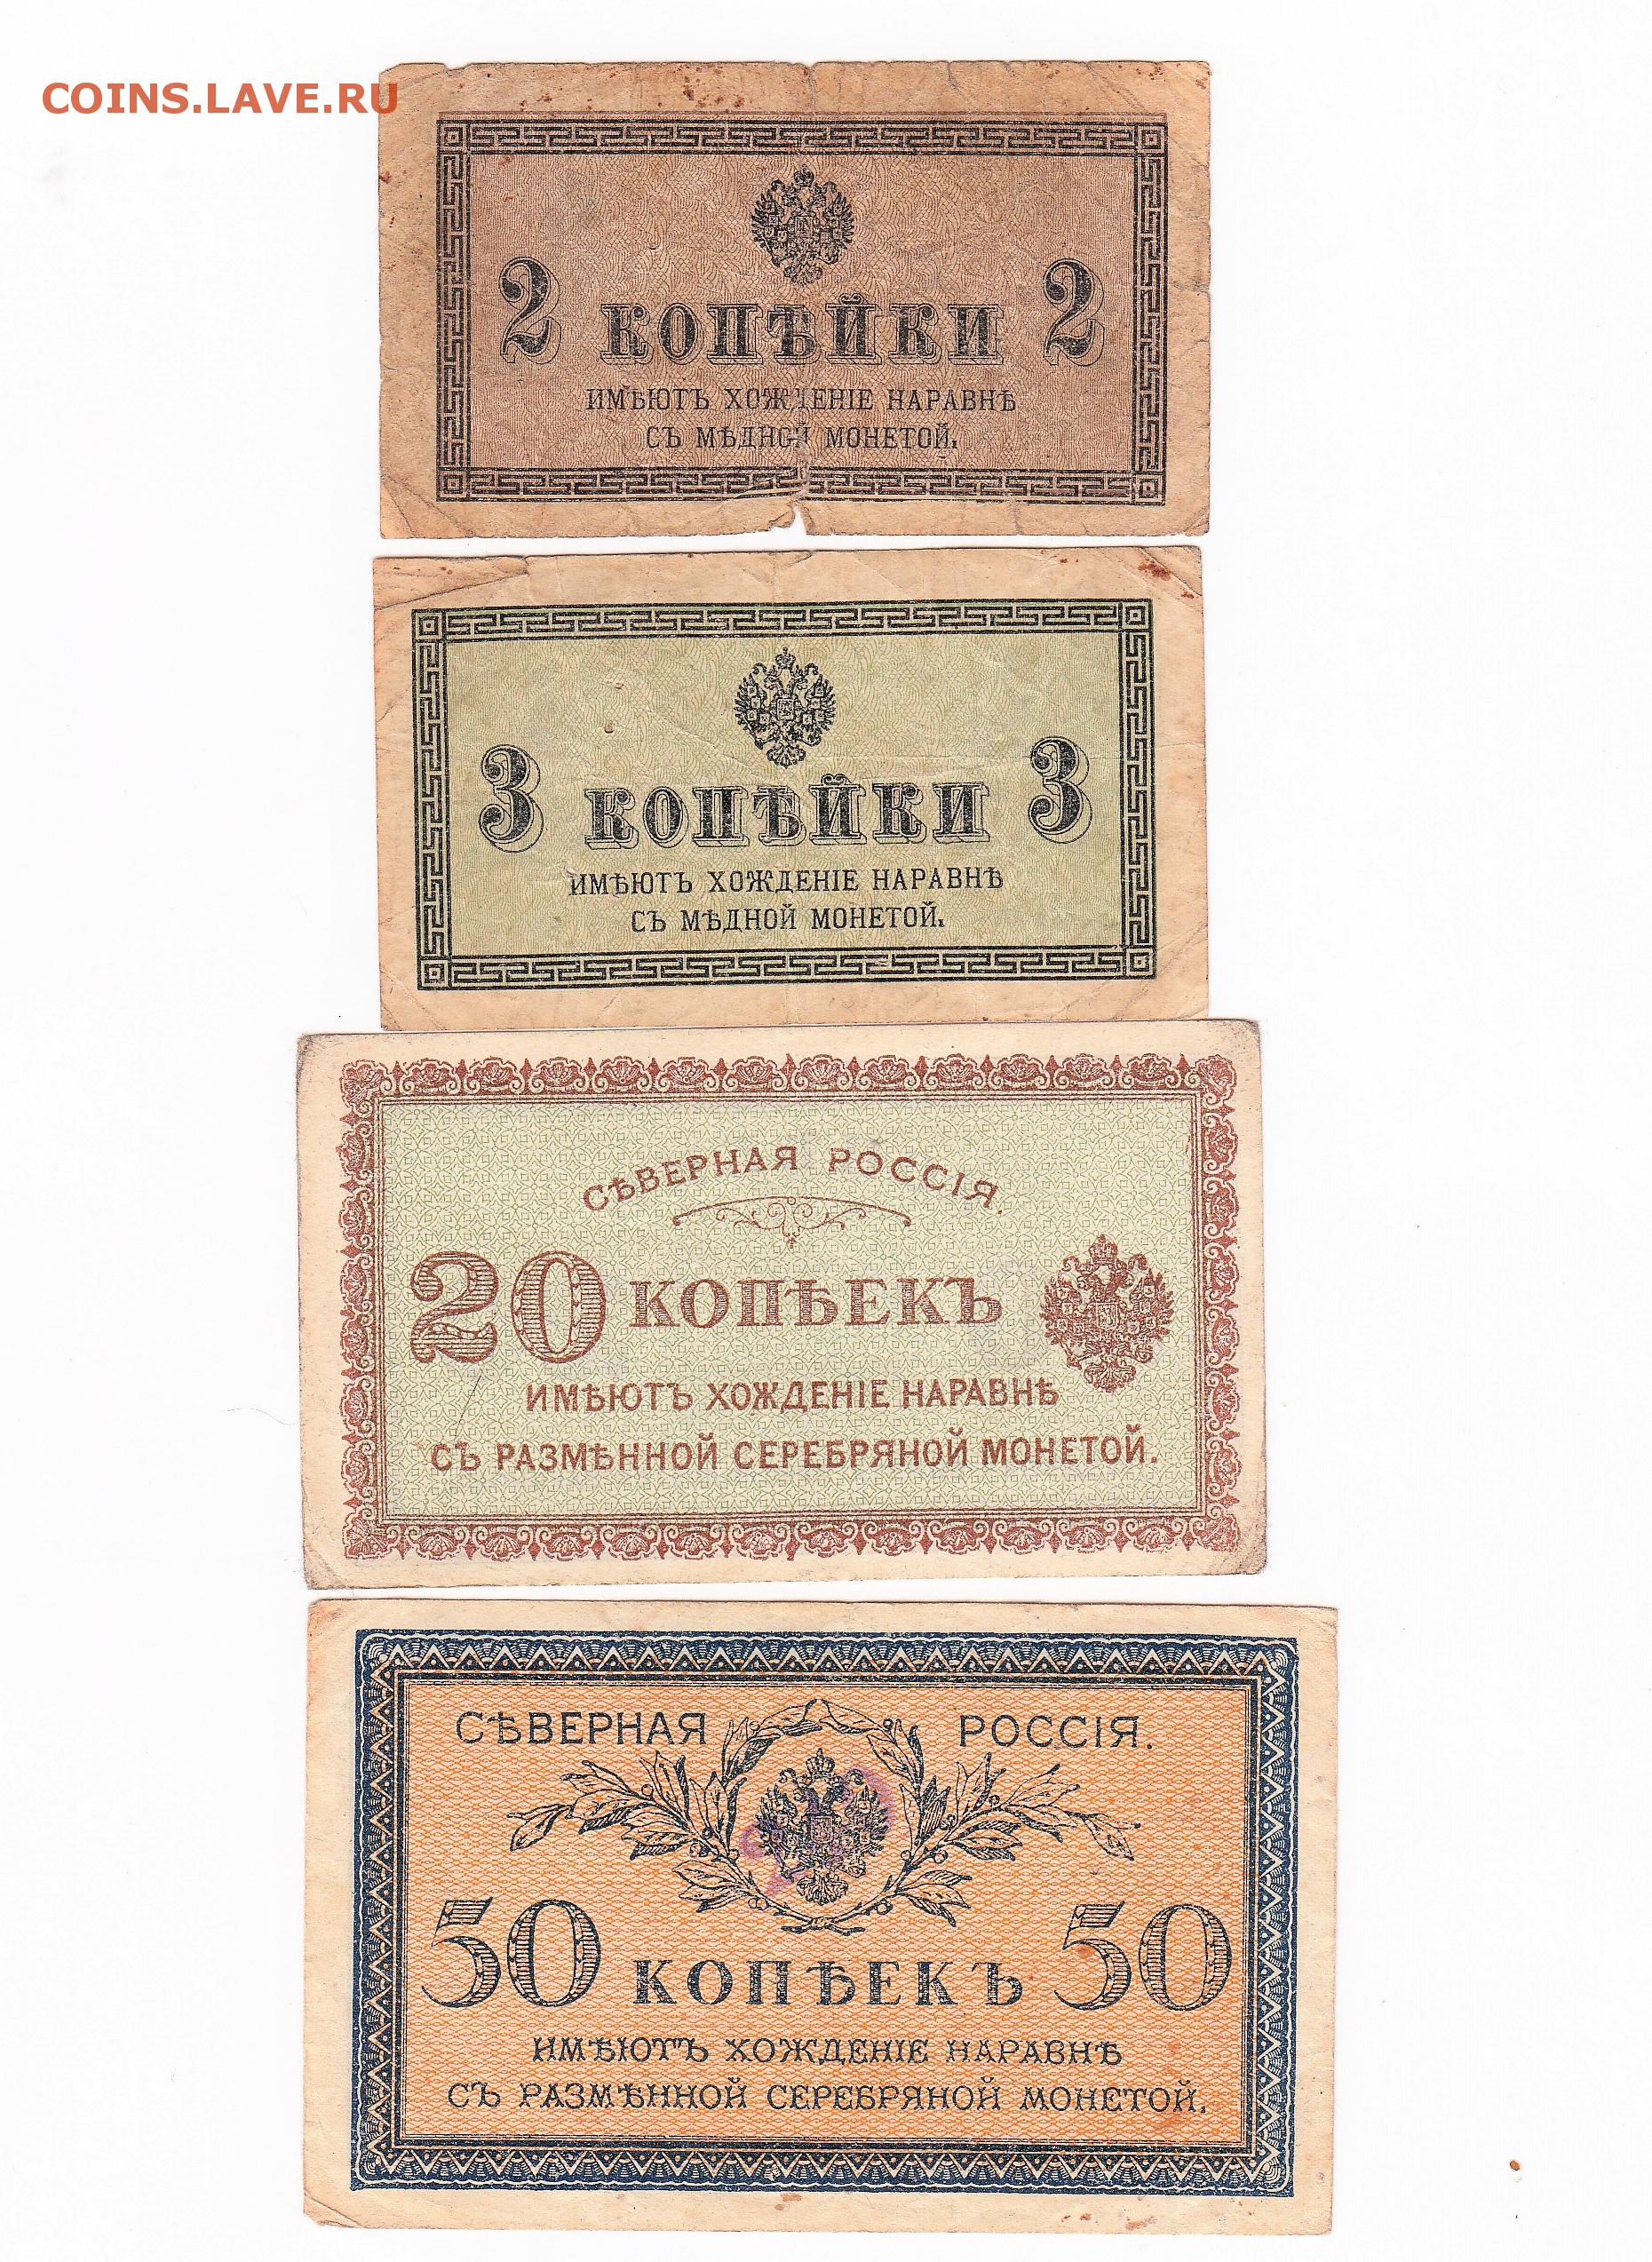 COINS.LAVE.RU
2 КОПѢЙКИ 2
ИМѢЮТЪ ХОЖДЕНІЕ НАРАВНѢ
СЪ МѢДНОЙ МОНЕТОЙ.
3 КОПѢЙКИ 3
ИМѢЮТЪ ХОЖДЕНІЕ НАРАВНѢ
СЪ МѢДНОЙ МОНЕТОЙ.
СѢВЕРНАЯ РОССІЯ.
20 КОПѢЕКЪ
ИМѢЮТЪ ХОЖДЕНІЕ НАРАВНѢ
СЪ РАЗМѢННОЙ СЕРЕБРЯНОЙ МОНЕТОЙ.
СѢВЕРНАЯ РОССІЯ.
50 КОПѢЕКЪ 50
ИМѢЮТЪ ХОЖДЕНІЕ НАРАВНѢ
СЪ РАЗМѢННОЙ СЕРЕБРЯНОЙ МОНЕТОЙ.